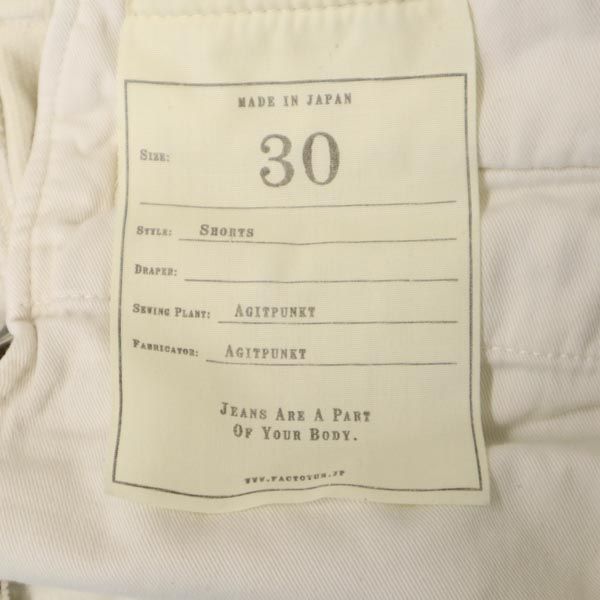 MADE IN JAPAN
SIZE: 30
STYLE: SHORTS
DRAPER:
SEWING PLANT: AGITPUNKT
FABRICATOR: AGITPUNKT
JEANS ARE A PART
OF YOUR BODY.
WWW.FACTOTUM.JP